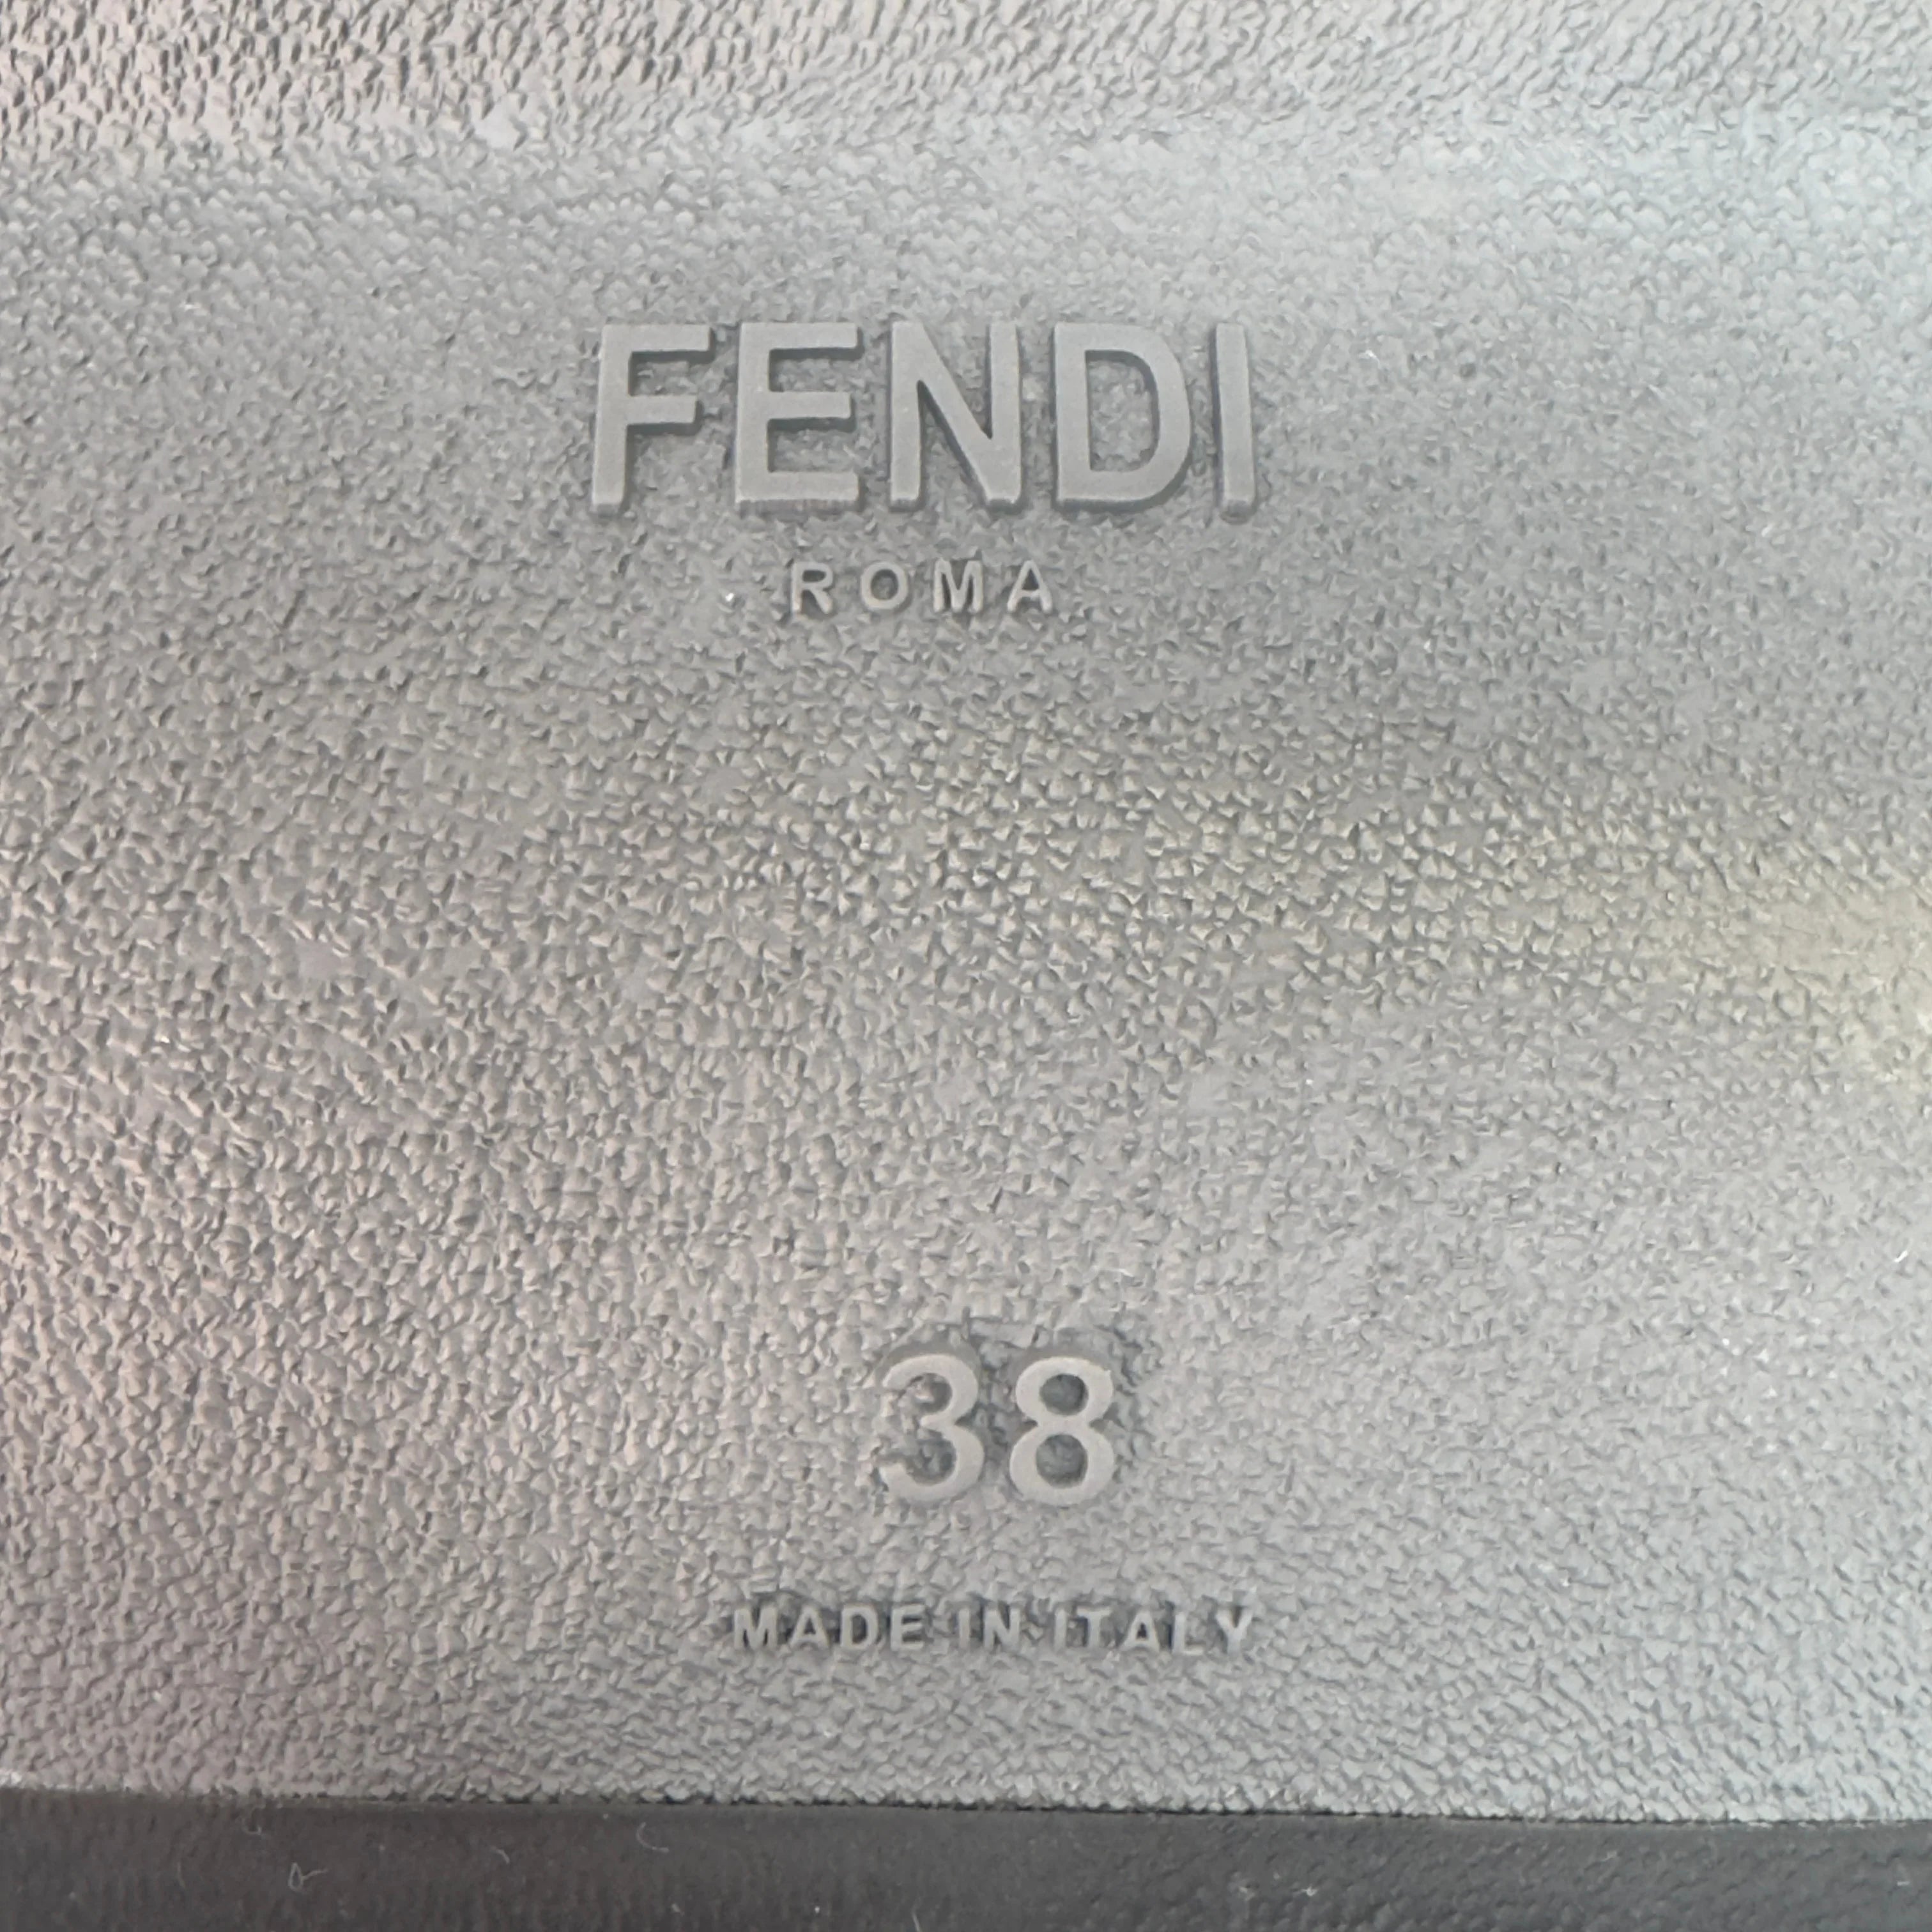 FENDI
ROMA
38
MADE IN ITALY